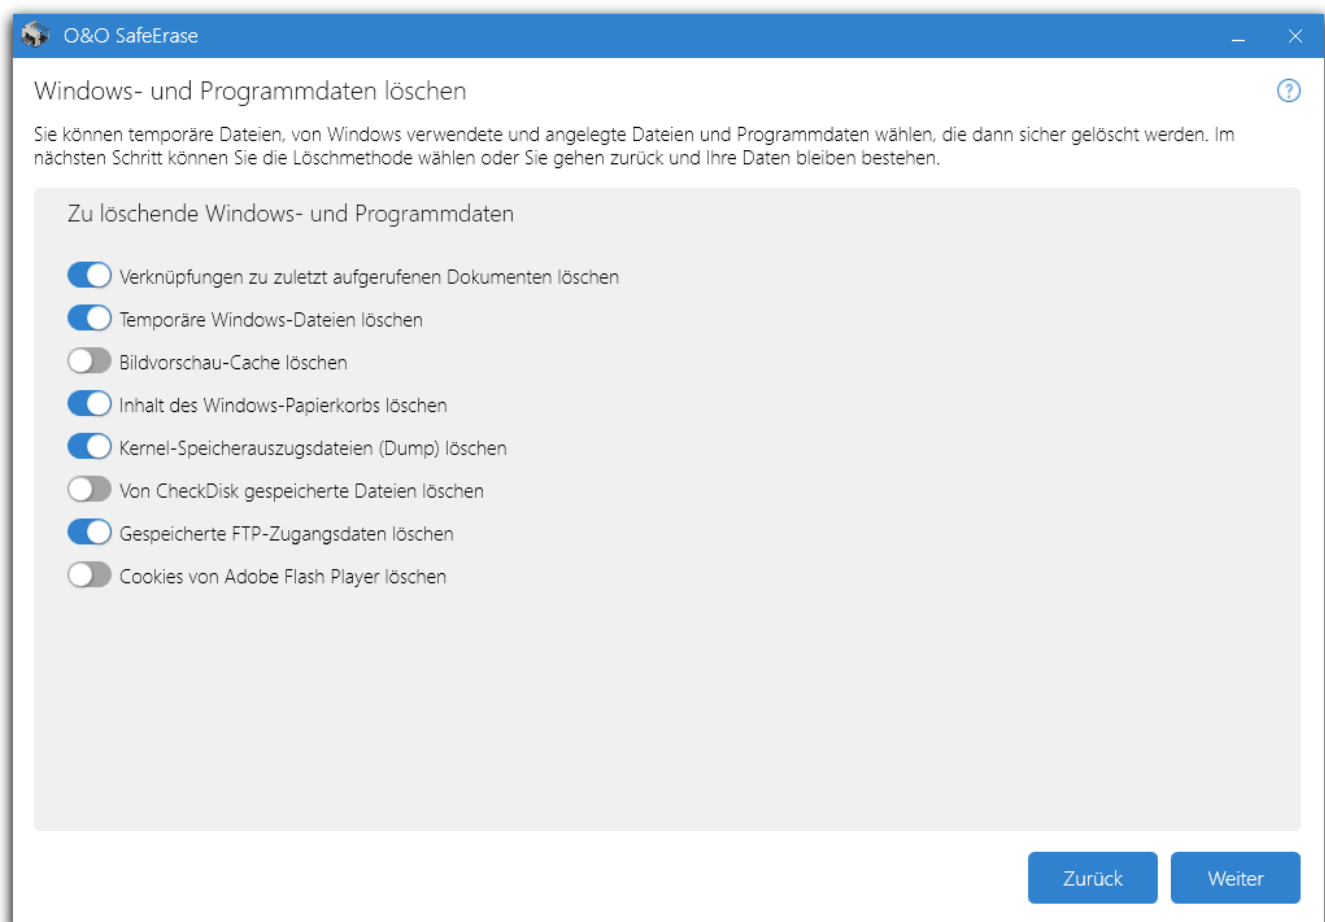 O&O SafeErase
Windows- und Programmdaten löschen
Sie können temporäre Dateien, von Windows verwendete und angelegte Dateien und Programmdaten wählen, die dann sicher gelöscht werden. Im
nächsten Schritt können Sie die Löschmethode wählen oder Sie gehen zurück und Ihre Daten bleiben bestehen.
Zu löschende Windows- und Programmdaten
Verknüpfungen zu zuletzt aufgerufenen Dokumenten löschen
Temporäre Windows-Dateien löschen
Bildvorschau-Cache löschen
Inhalt des Windows-Papierkorbs löschen
Kernel-Speicherauszugsdateien (Dump) löschen
Von CheckDisk gespeicherte Dateien löschen
Gespeicherte FTP-Zugangsdaten löschen
Cookies von Adobe Flash Player löschen
Zurück Weiter